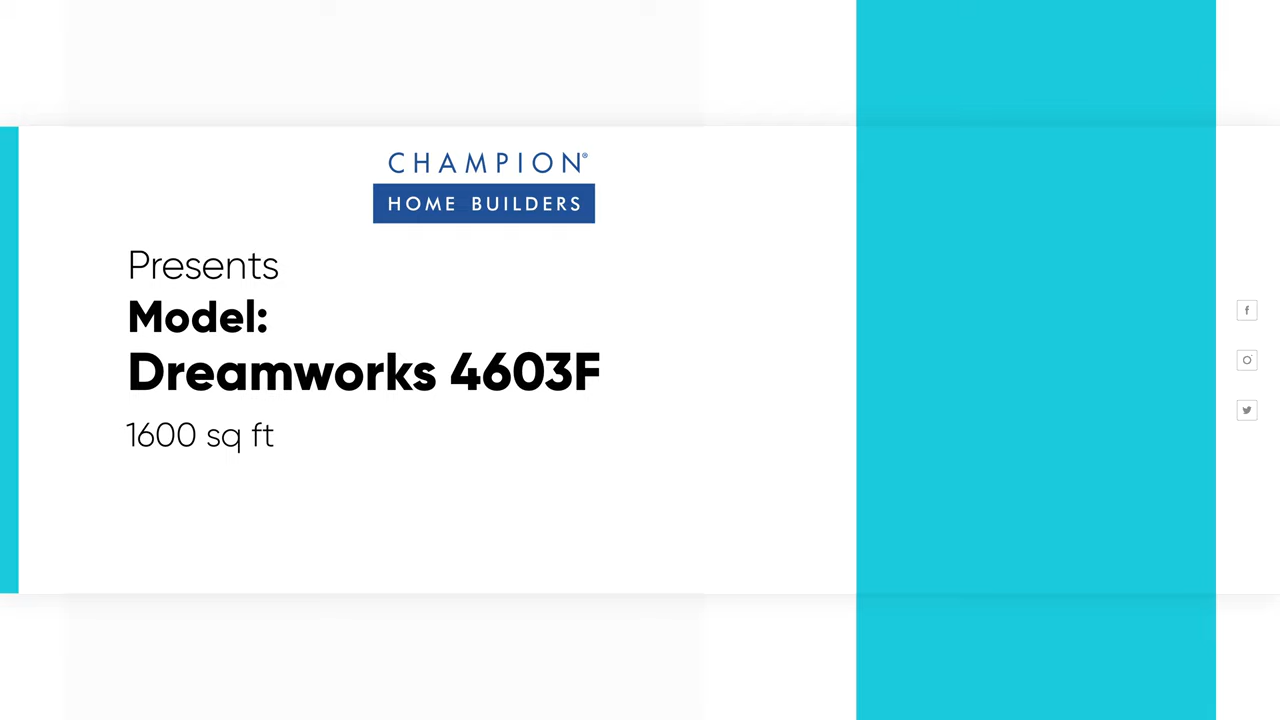 CHAMPION®
HOME BUILDERS
Presents
Model:
Dreamworks 4603F
1600 sq ft